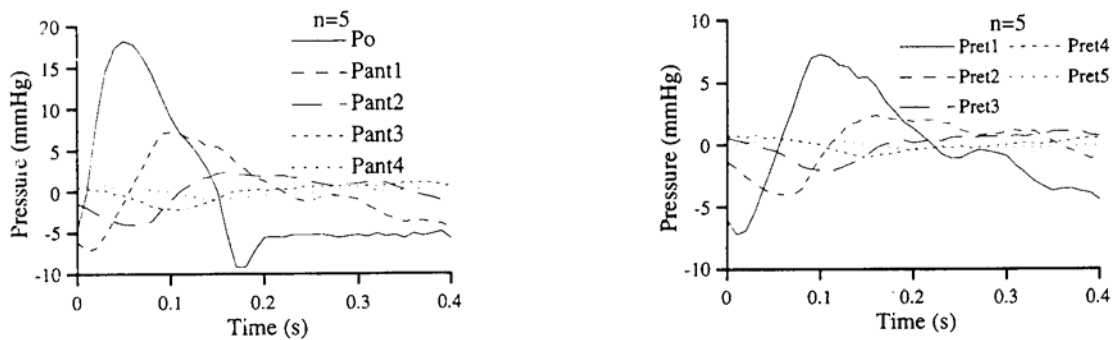 n=5
Po
Pant1
Pant2
Pant3
Pant4
20
15
10
5
0
-5
-10
Pressure (mmHg)
0 0.1 0.2 0.3 0.4
Time (s)
n=5
Pret1 Pret4
Pret2 Pret5
Pret3
10
5
0
-5
-10
Pressure (mmHg)
0 0.1 0.2 0.3 0.4
Time (s)